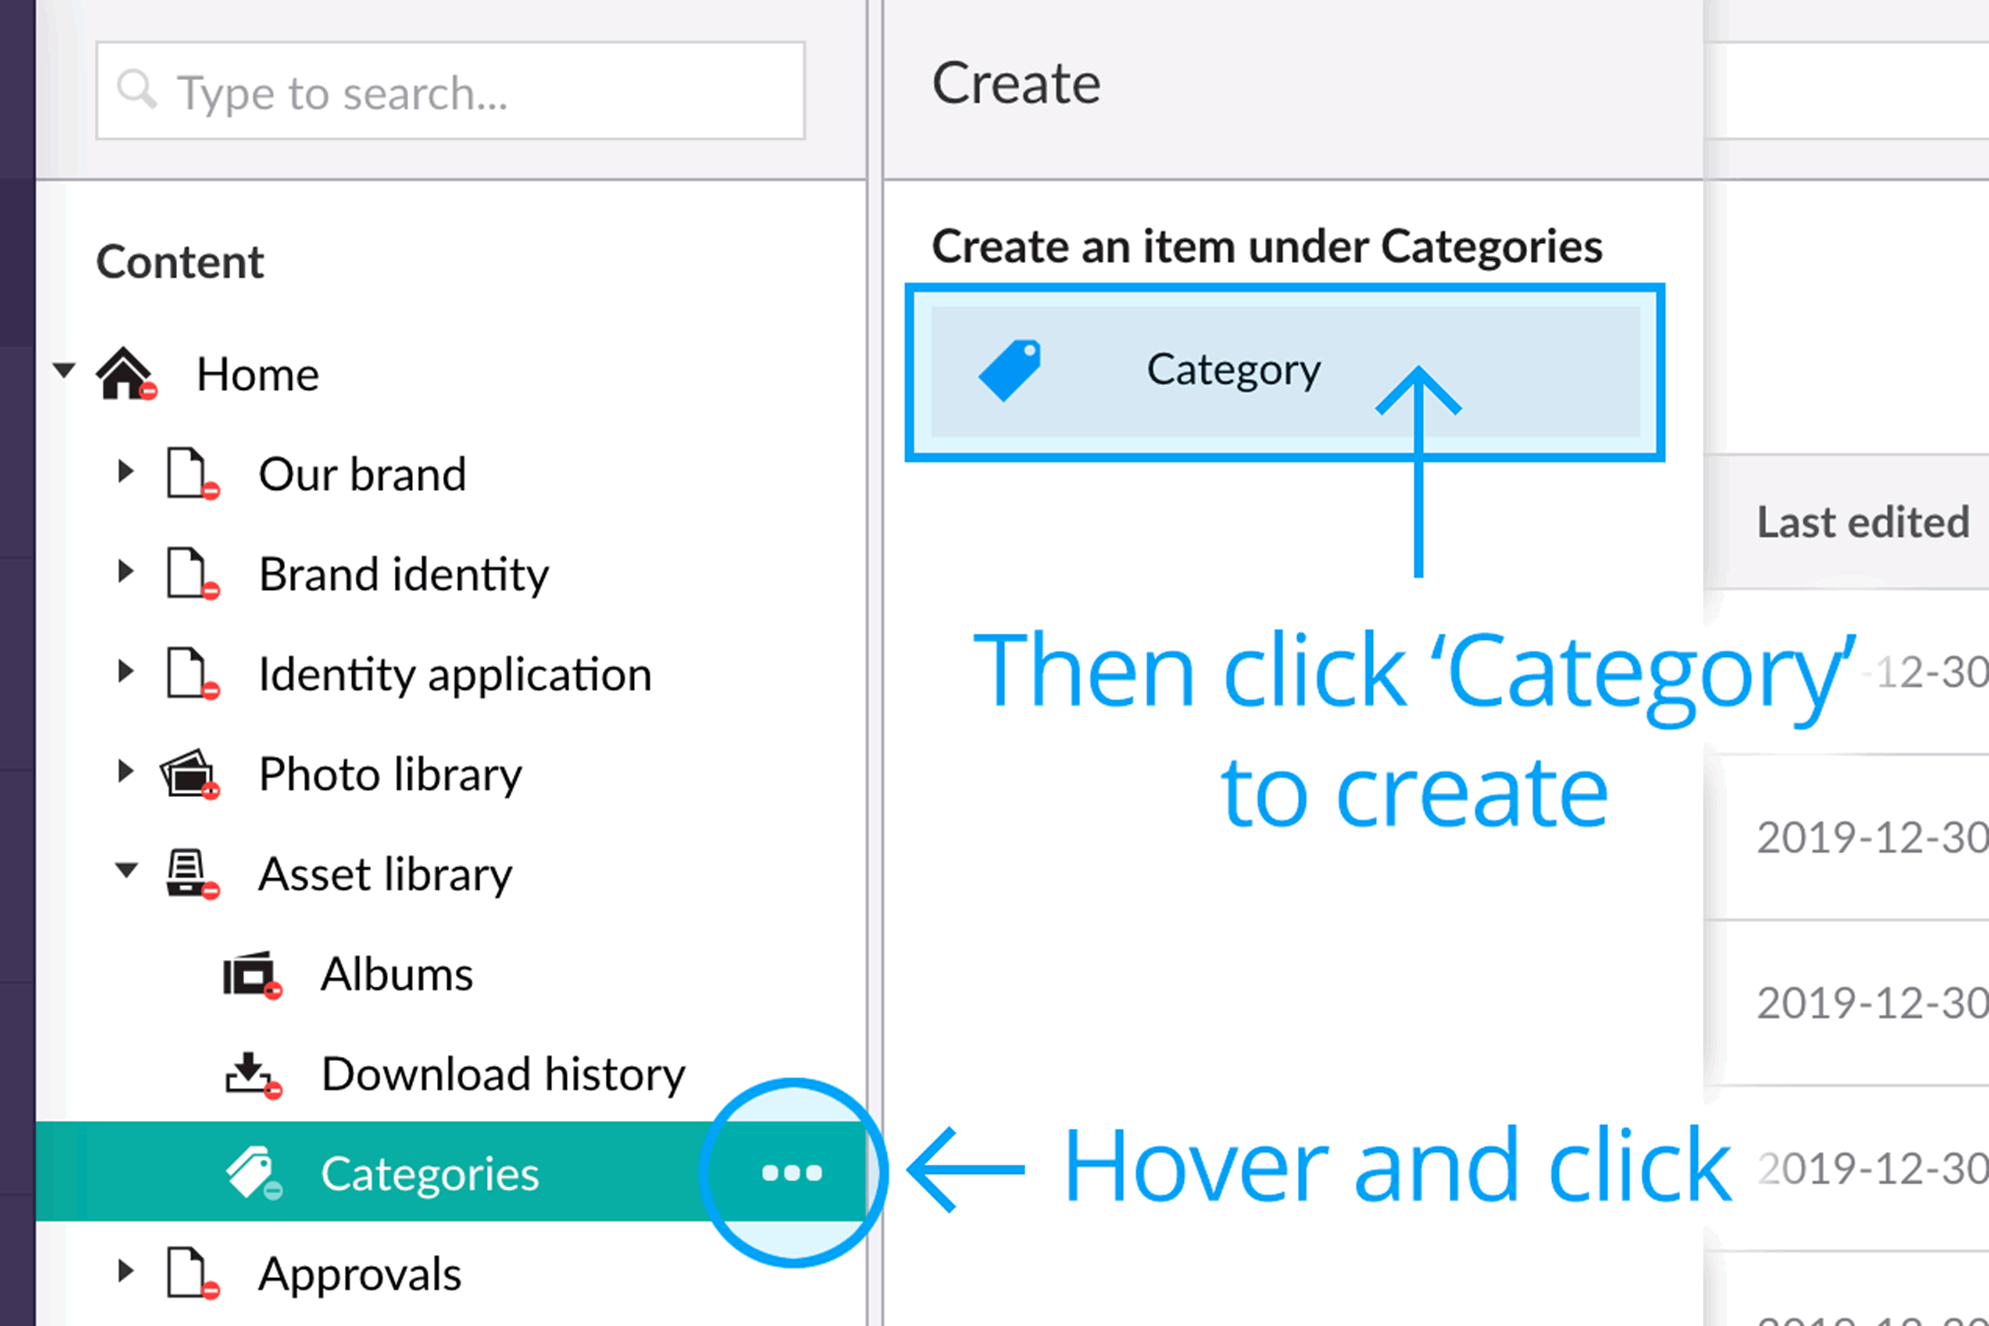 Type to search...
Create
Content
Create an item under Categories
Home
Category
Our brand
Last edited
Brand identity
Identity application
Then click ‘Category’
to create
-12-30
Photo library
2019-12-30
Asset library
Albums
2019-12-30
Download history
Categories
Hover and click
2019-12-30
Approvals